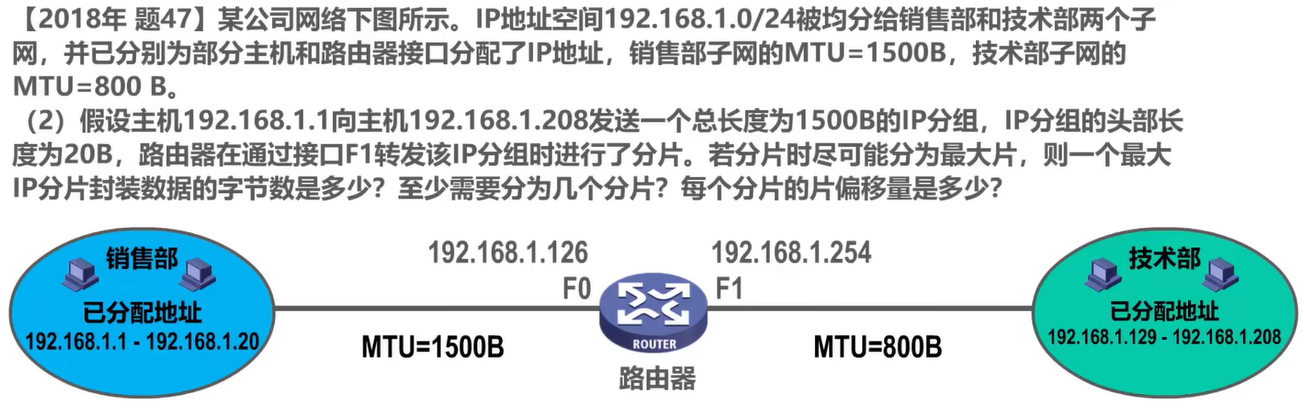 【2018年 题47】某公司网络下图所示。IP地址空间192.168.1.0/24被均分给销售部和技术部两个子
网，并已分别为部分主机和路由器接口分配了IP地址，销售部子网的MTU=1500B，技术部子网的
MTU=800 B。
（2）假设主机192.168.1.1向主机192.168.1.208发送一个总长度为1500B的IP分组，IP分组的头部长
度为20B，路由器在通过接口F1转发该IP分组时进行了分片。若分片时尽可能分为最大片，则一个最大
IP分片封装数据的字节数是多少？至少需要分为几个分片？每个分片的片偏移量是多少？
192.168.1.126
192.168.1.254
销售部
技术部
F0
F1
已分配地址
已分配地址
192.168.1.1 - 192.168.1.20
192.168.1.129 - 192.168.1.208
MTU=1500B
ROUTER
MTU=800B
路由器